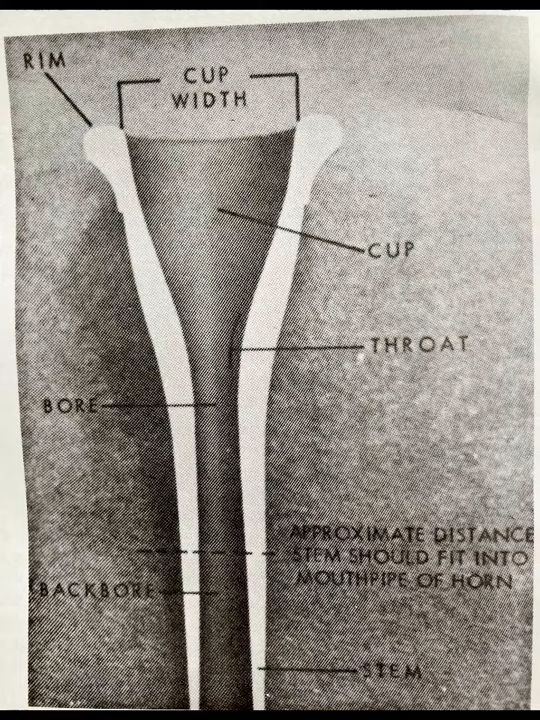 RIM
CUP
WIDTH
CUP
THROAT
BORE
APPROXIMATE DISTANCE
STEM SHOULD FIT INTO
MOUTHPIPE OF HORN
BACKBORE
STEM